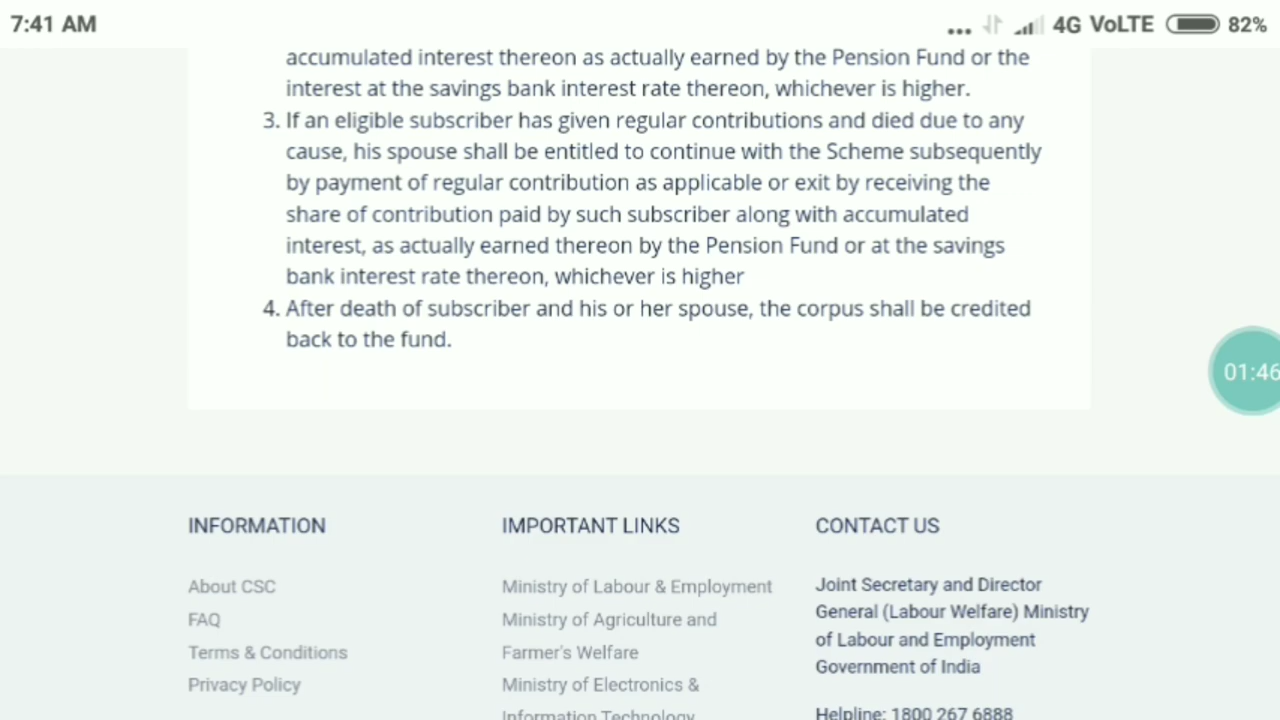 7:41 AM
... 4G VoLTE 82%
accumulated interest thereon as actually earned by the Pension Fund or the
interest at the savings bank interest rate thereon, whichever is higher.
3. If an eligible subscriber has given regular contributions and died due to any
cause, his spouse shall be entitled to continue with the Scheme subsequently
by payment of regular contribution as applicable or exit by receiving the
share of contribution paid by such subscriber along with accumulated
interest, as actually earned thereon by the Pension Fund or at the savings
bank interest rate thereon, whichever is higher
4. After death of subscriber and his or her spouse, the corpus shall be credited
back to the fund.
01:46
INFORMATION
About CSC
FAQ
Terms & Conditions
Privacy Policy
IMPORTANT LINKS
Ministry of Labour & Employment
Ministry of Agriculture and
Farmer's Welfare
Ministry of Electronics &
Information Technology
CONTACT US
Joint Secretary and Director
General (Labour Welfare) Ministry
of Labour and Employment
Government of India
Helpline: 1800 267 6888